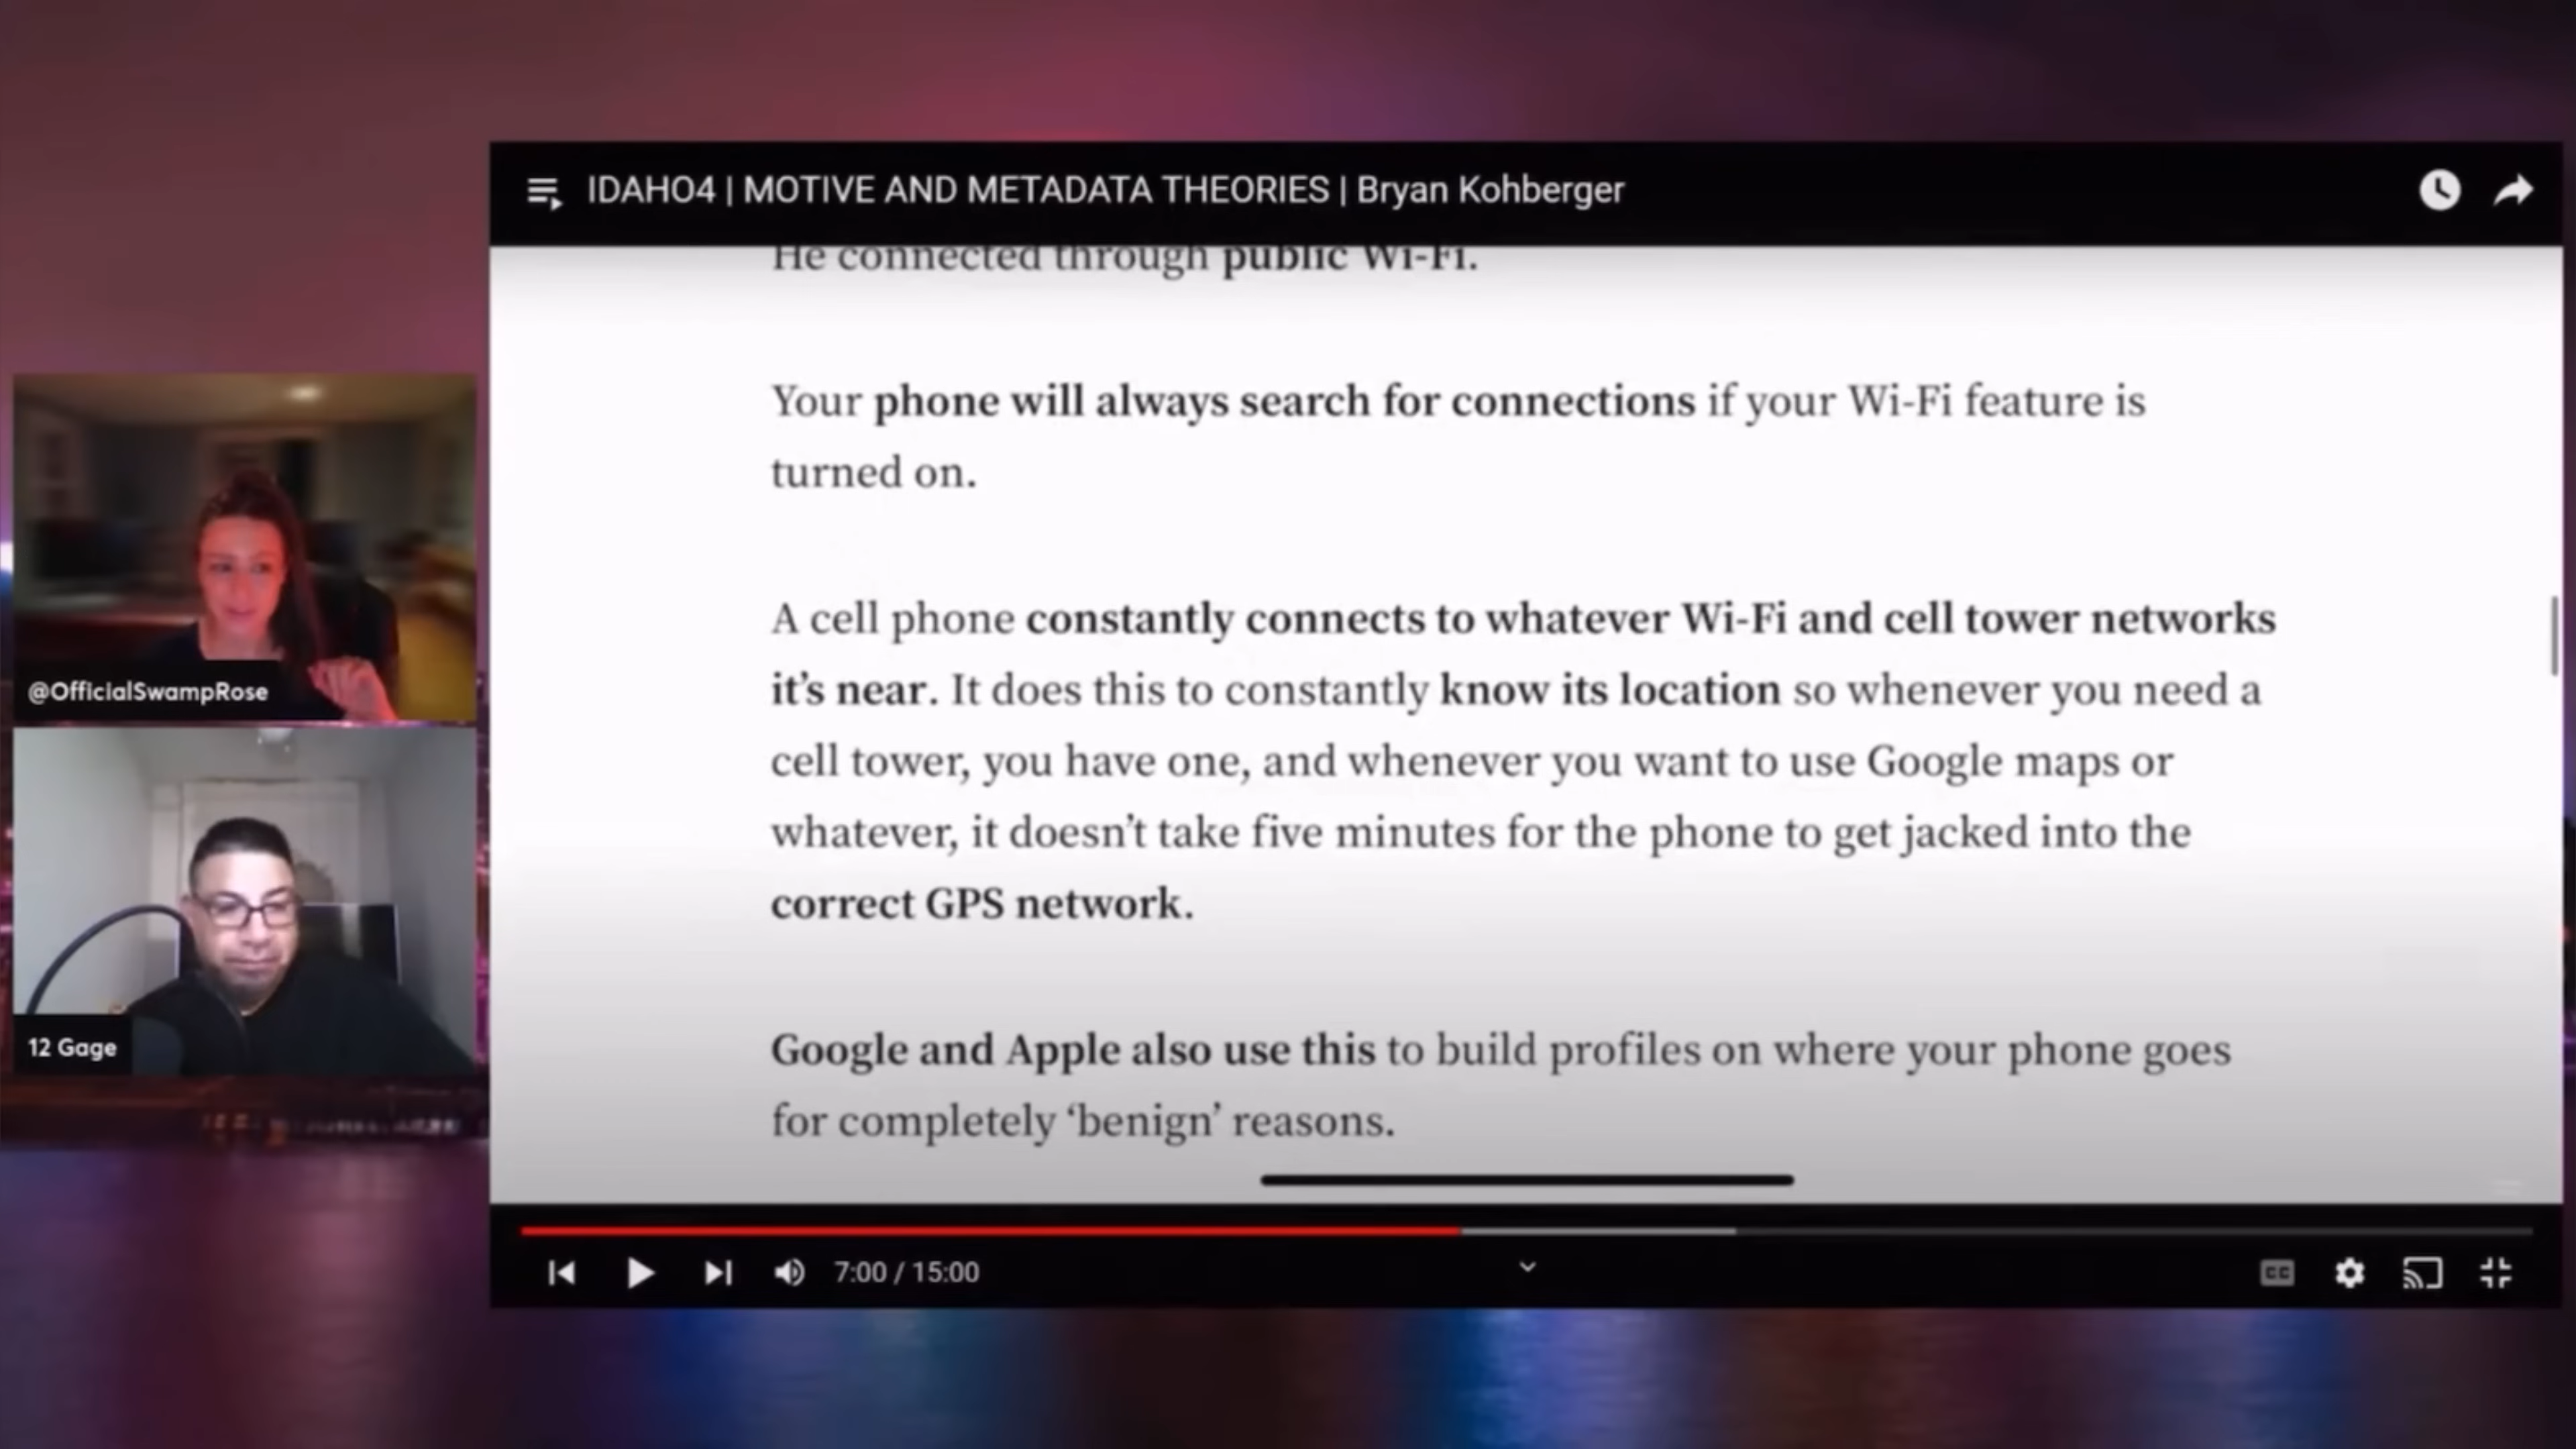 IDAHO4 | MOTIVE AND METADATA THEORIES | Bryan Kohberger
He connected through public Wi-Fi.
Your phone will always search for connections if your Wi-Fi feature is
turned on.
A cell phone constantly connects to whatever Wi-Fi and cell tower networks
it’s near. It does this to constantly know its location so whenever you need a
cell tower, you have one, and whenever you want to use Google maps or
whatever, it doesn’t take five minutes for the phone to get jacked into the
correct GPS network.
Google and Apple also use this to build profiles on where your phone goes
for completely ‘benign’ reasons.
@OfficialSwampRose
12 Gage
7:00 / 15:00
CC